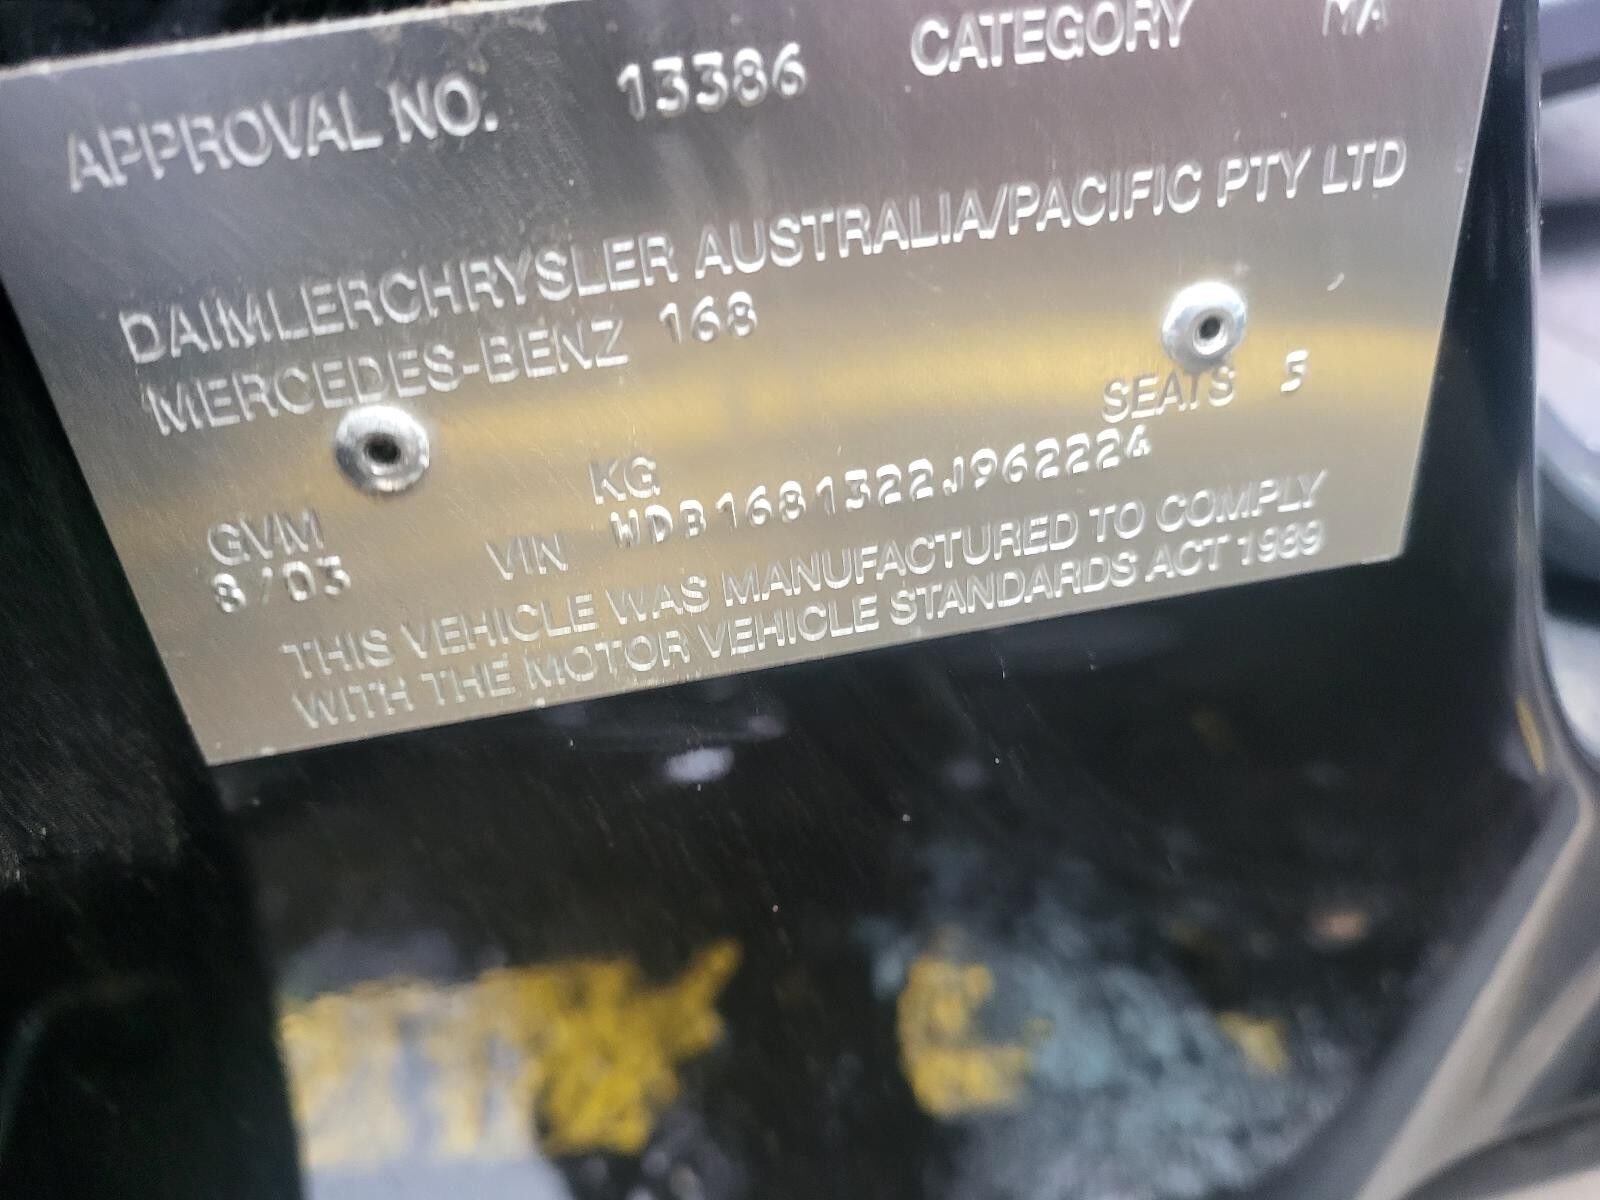 APPROVAL NO. 13386 CATEGORY MA
DAIMLERCHRYSLER AUSTRALIA/PACIFIC PTY LTD
MERCEDES-BENZ 168
SEATS 5
GVM KG
8/03 VIN WDB1681322J962224
THIS VEHICLE WAS MANUFACTURED TO COMPLY
WITH THE MOTOR VEHICLE STANDARDS ACT 1989